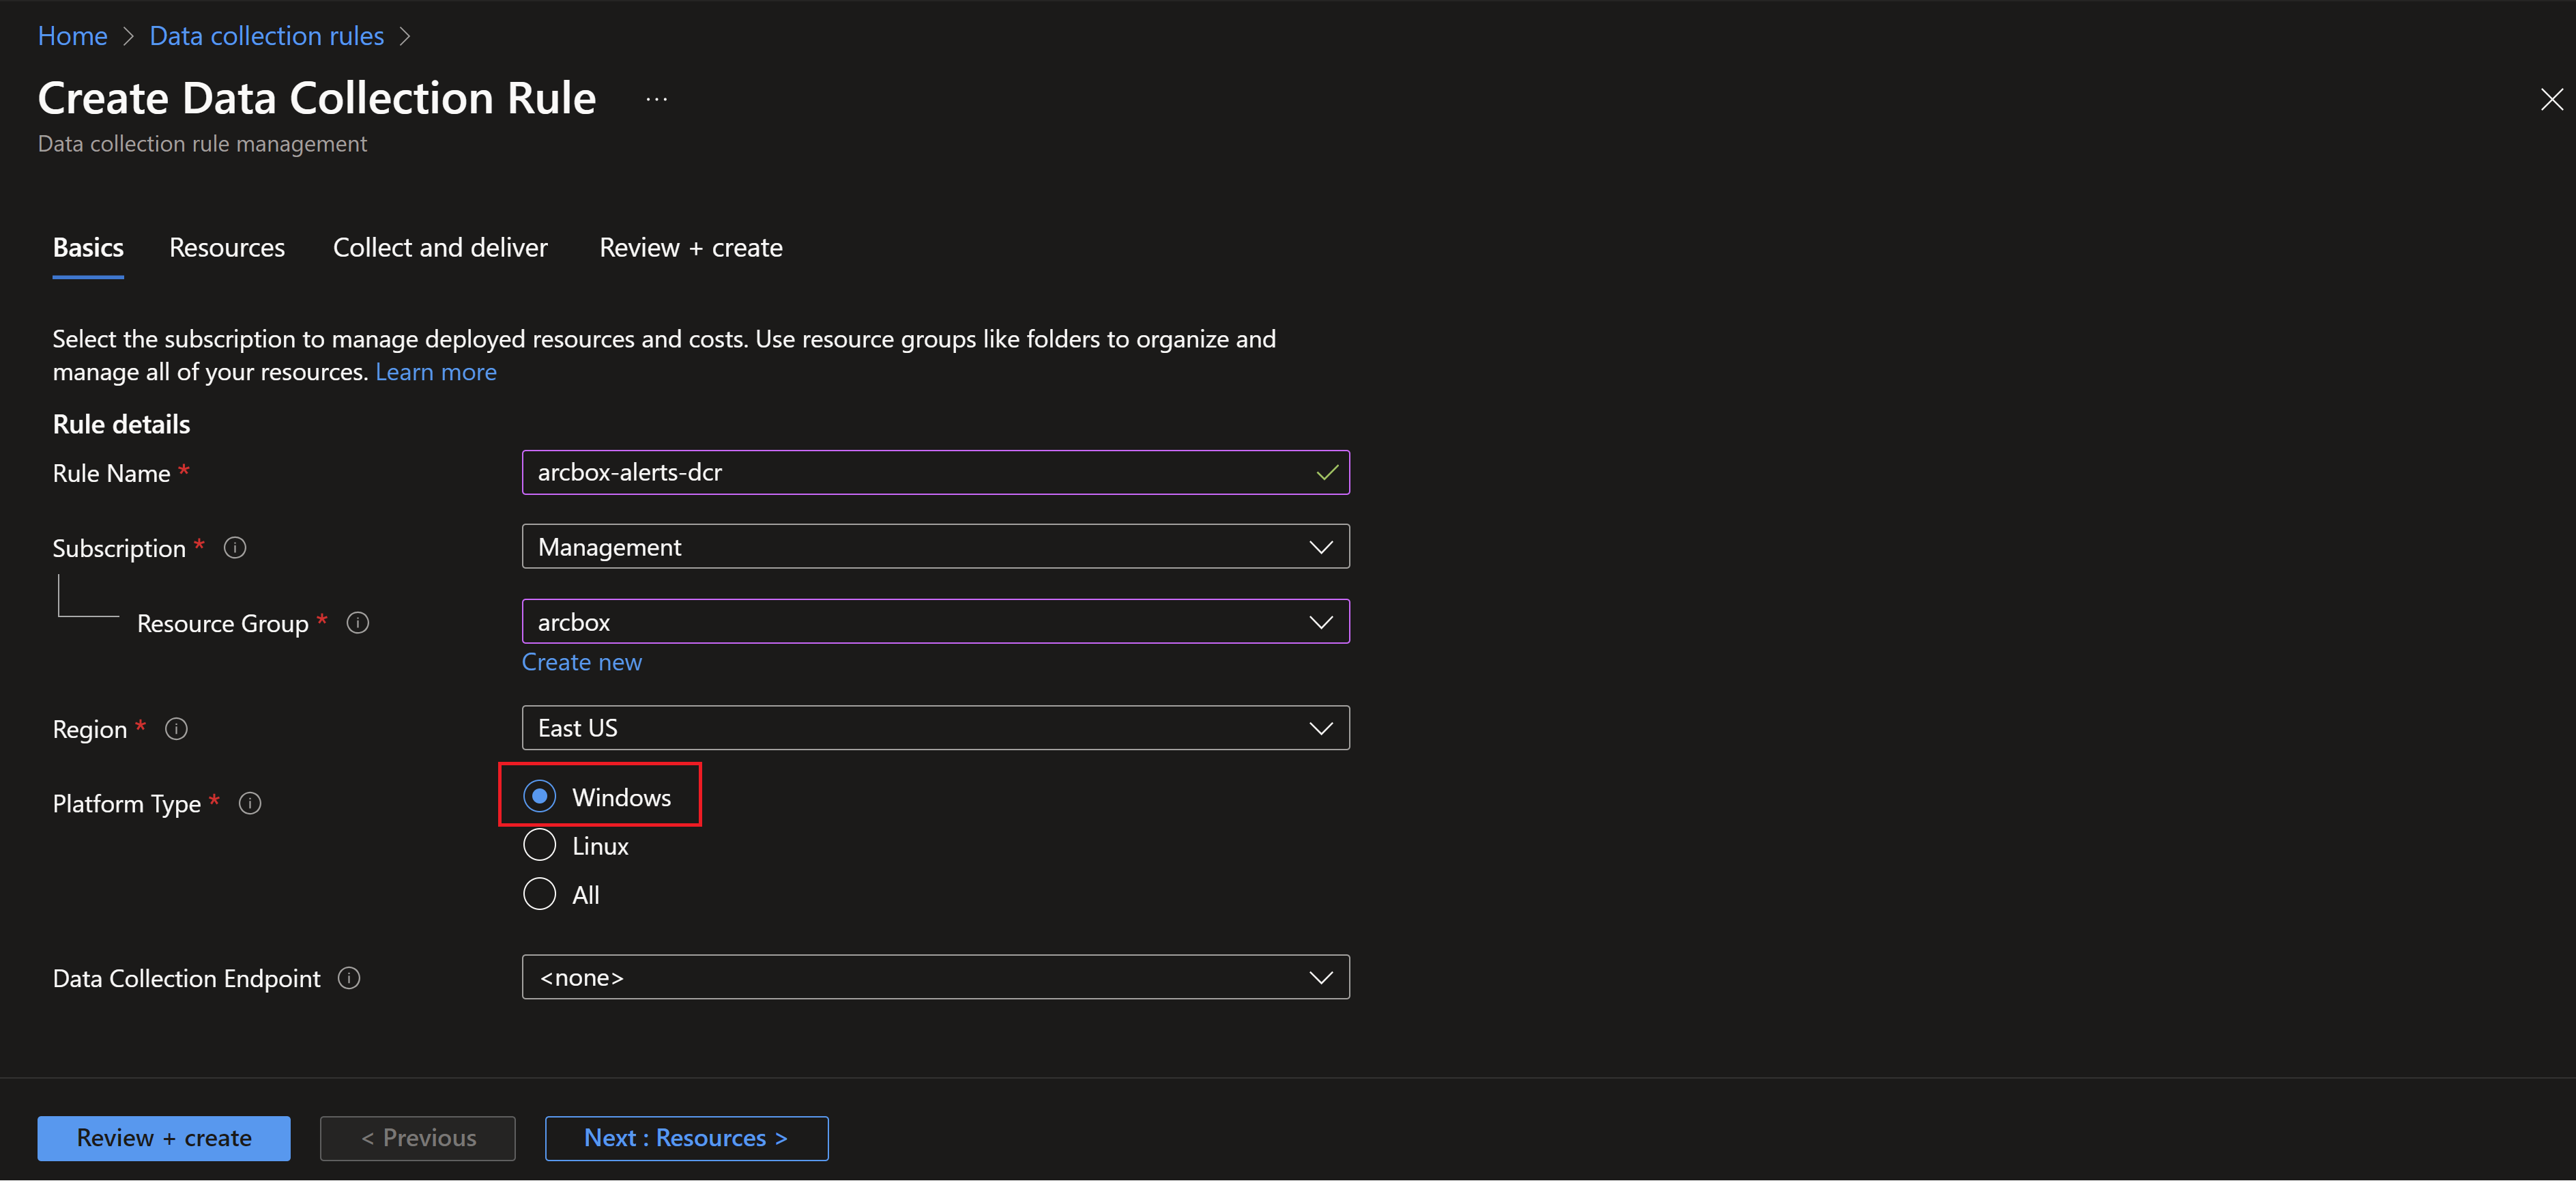 Home > Data collection rules >
Create Data Collection Rule ...
Data collection rule management
Basics Resources Collect and deliver Review + create
Select the subscription to manage deployed resources and costs. Use resource groups like folders to organize and
manage all of your resources. Learn more
Rule details
Rule Name * arcbox-alerts-dcr
Subscription * Management
Resource Group * arcbox
Create new
Region * East US
Platform Type * Windows
Linux
All
Data Collection Endpoint <none>
Review + create < Previous Next : Resources >